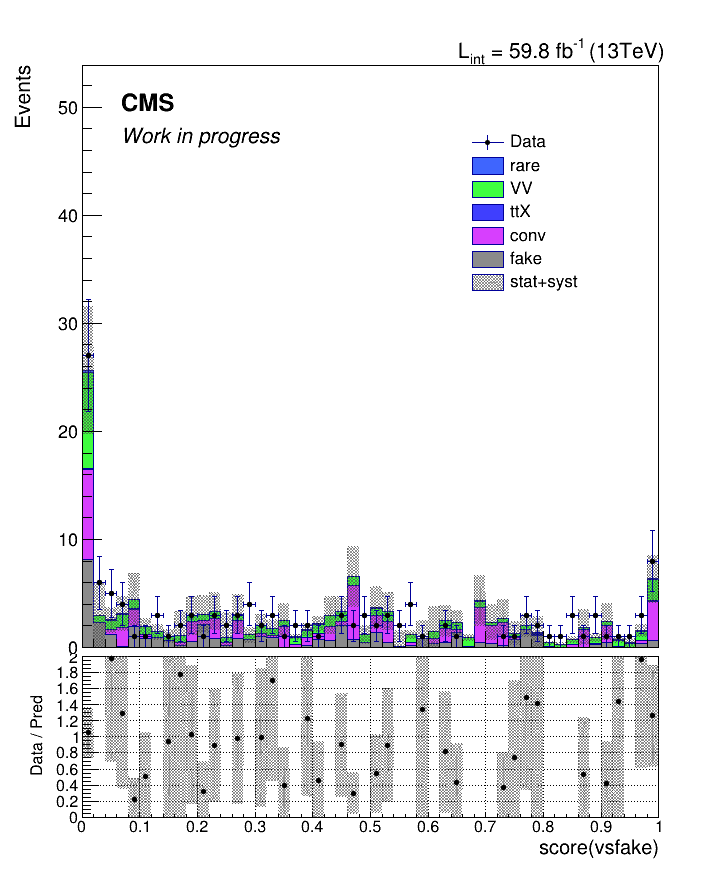 L_int = 59.8 fb^-1 (13TeV)
Events
CMS
Work in progress
Data
rare
VV
ttX
conv
fake
stat+syst
50
40
30
20
10
0
Data / Pred
2
1.8
1.6
1.4
1.2
1
0.8
0.6
0.4
0.2
0
0 0.1 0.2 0.3 0.4 0.5 0.6 0.7 0.8 0.9 1
score(vsfake)